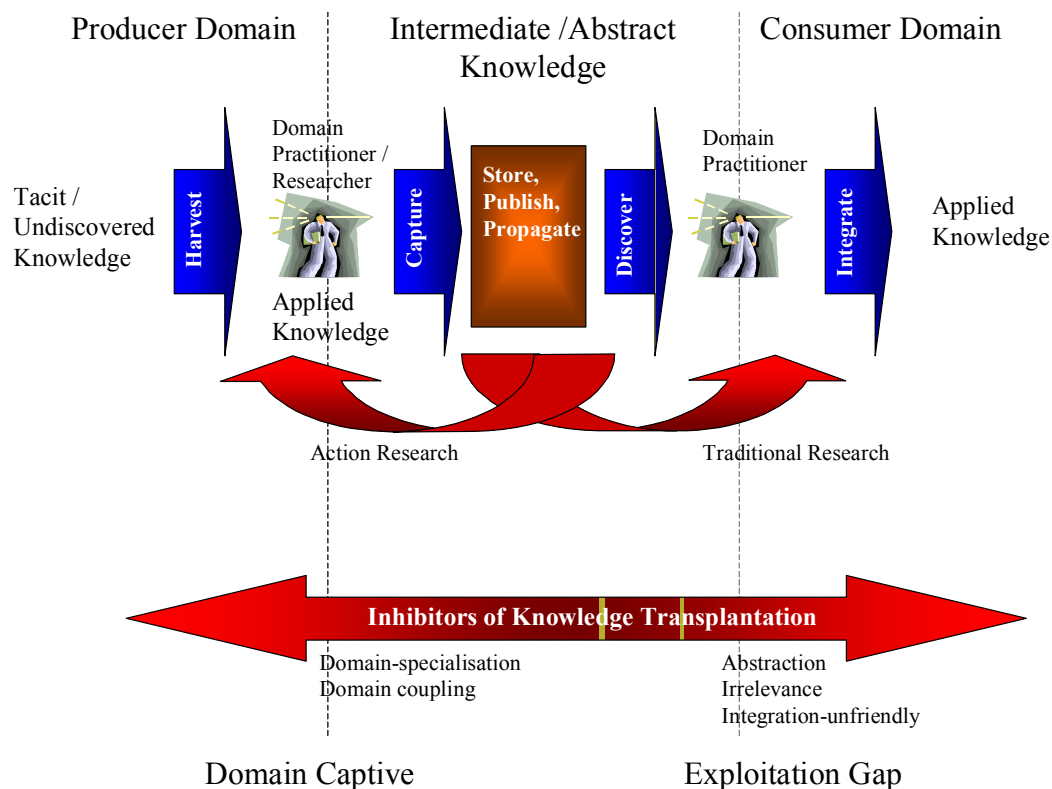 Producer Domain
Intermediate /Abstract
Knowledge
Consumer Domain
Tacit /
Undiscovered
Knowledge
Harvest
Domain
Practitioner /
Researcher
Applied
Knowledge
Capture
Store,
Publish,
Propagate
Discover
Domain
Practitioner
Integrate
Applied
Knowledge
Action Research
Traditional Research
Inhibitors of Knowledge Transplantation
Domain-specialisation
Domain coupling
Abstraction
Irrelevance
Integration-unfriendly
Domain Captive
Exploitation Gap